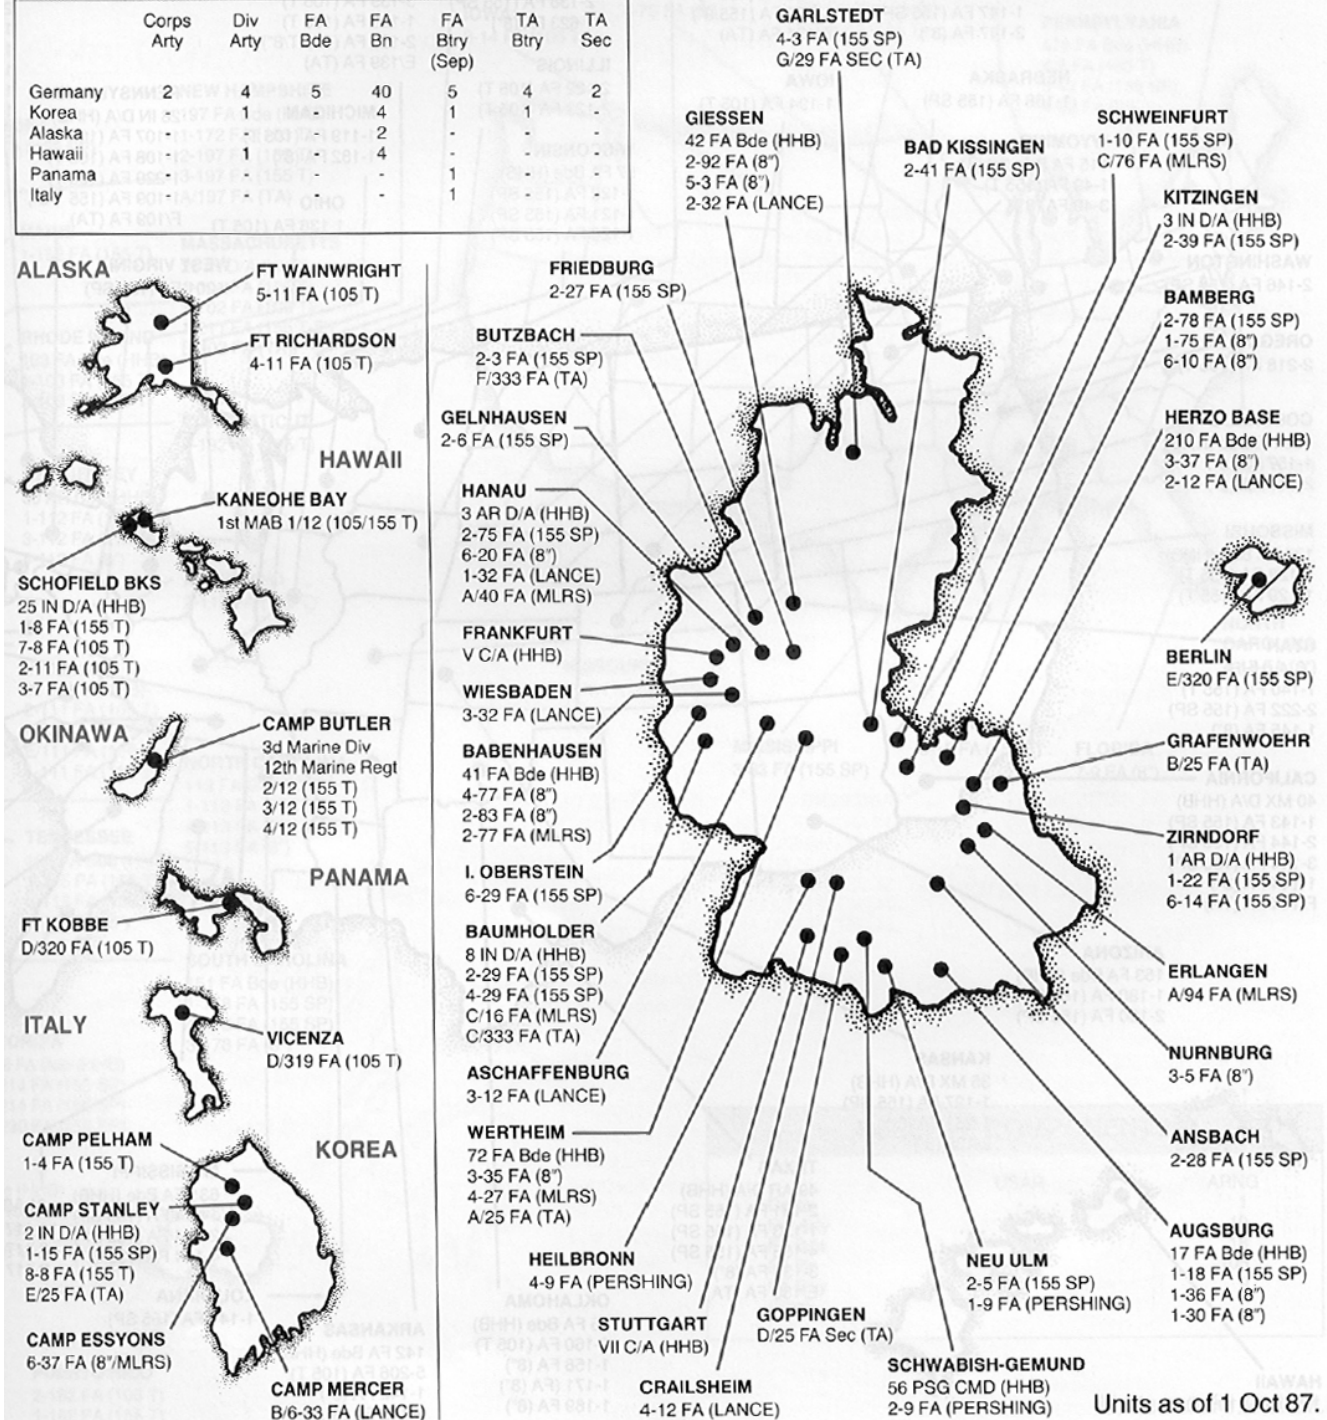 Corps Div FA FA FA TA TA
Arty Arty Bde Bn Btry Btry Sec
(Sep)
Germany 2 4 5 40 5 4 2
Korea - 1 - 4 1 1 -
Alaska - - - 2 - - -
Hawaii - 1 - 4 - - -
Panama - - - - 1 - -
Italy - - - - 1 - -
ALASKA
FT WAINWRIGHT
5-11 FA (105 T)
FT RICHARDSON
4-11 FA (105 T)
HAWAII
KANEOHE BAY
1st MAB 1/12 (105/155 T)
SCHOFIELD BKS
25 IN D/A (HHB)
1-8 FA (155 T)
7-8 FA (105 T)
2-11 FA (105 T)
3-7 FA (105 T)
OKINAWA
CAMP BUTLER
3d Marine Div
12th Marine Regt
2/12 (155 T)
3/12 (155 T)
4/12 (155 T)
PANAMA
FT KOBBE
D/320 FA (105 T)
ITALY
VICENZA
D/319 FA (105 T)
KOREA
CAMP PELHAM
1-4 FA (155 T)
CAMP STANLEY
2 IN D/A (HHB)
1-15 FA (155 SP)
8-8 FA (155 T)
E/25 FA (TA)
CAMP ESSYONS
6-37 FA (8"/MLRS)
CAMP MERCER
B/6-33 FA (LANCE)
GARLSTEDT
4-3 FA (155 SP)
G/29 FA SEC (TA)
GIESSEN
42 FA Bde (HHB)
2-92 FA (8")
5-3 FA (8")
2-32 FA (LANCE)
BAD KISSINGEN
2-41 FA (155 SP)
SCHWEINFURT
1-10 FA (155 SP)
C/76 FA (MLRS)
KITZINGEN
3 IN D/A (HHB)
2-39 FA (155 SP)
BAMBERG
2-78 FA (155 SP)
1-75 FA (8")
6-10 FA (8")
HERZO BASE
210 FA Bde (HHB)
3-37 FA (8")
2-12 FA (LANCE)
FRIEDBURG
2-27 FA (155 SP)
BUTZBACH
2-3 FA (155 SP)
F/333 FA (TA)
GELNHAUSEN
2-6 FA (155 SP)
HANAU
3 AR D/A (HHB)
2-75 FA (155 SP)
6-20 FA (8")
1-32 FA (LANCE)
A/40 FA (MLRS)
FRANKFURT
V C/A (HHB)
WIESBADEN
3-32 FA (LANCE)
BABENHAUSEN
41 FA Bde (HHB)
4-77 FA (8")
2-83 FA (8")
2-77 FA (MLRS)
I. OBERSTEIN
6-29 FA (155 SP)
BAUMHOLDER
8 IN D/A (HHB)
2-29 FA (155 SP)
4-29 FA (155 SP)
C/16 FA (MLRS)
C/333 FA (TA)
ASCHAFFENBURG
3-12 FA (LANCE)
WERTHEIM
72 FA Bde (HHB)
3-35 FA (8")
4-27 FA (MLRS)
A/25 FA (TA)
HEILBRONN
4-9 FA (PERSHING)
STUTTGART
VII C/A (HHB)
CRAILSHEIM
4-12 FA (LANCE)
GOPPINGEN
D/25 FA Sec (TA)
SCHWABISH-GEMUND
56 PSG CMD (HHB)
2-9 FA (PERSHING)
NEU ULM
2-5 FA (155 SP)
1-9 FA (PERSHING)
BERLIN
E/320 FA (155 SP)
GRAFENWOEHR
B/25 FA (TA)
ZIRNDORF
1 AR D/A (HHB)
1-22 FA (155 SP)
6-14 FA (155 SP)
ERLANGEN
A/94 FA (MLRS)
NURNBURG
3-5 FA (8")
ANSBACH
2-28 FA (155 SP)
AUGSBURG
17 FA Bde (HHB)
1-18 FA (155 SP)
1-36 FA (8")
1-30 FA (8")
Units as of 1 Oct 87.